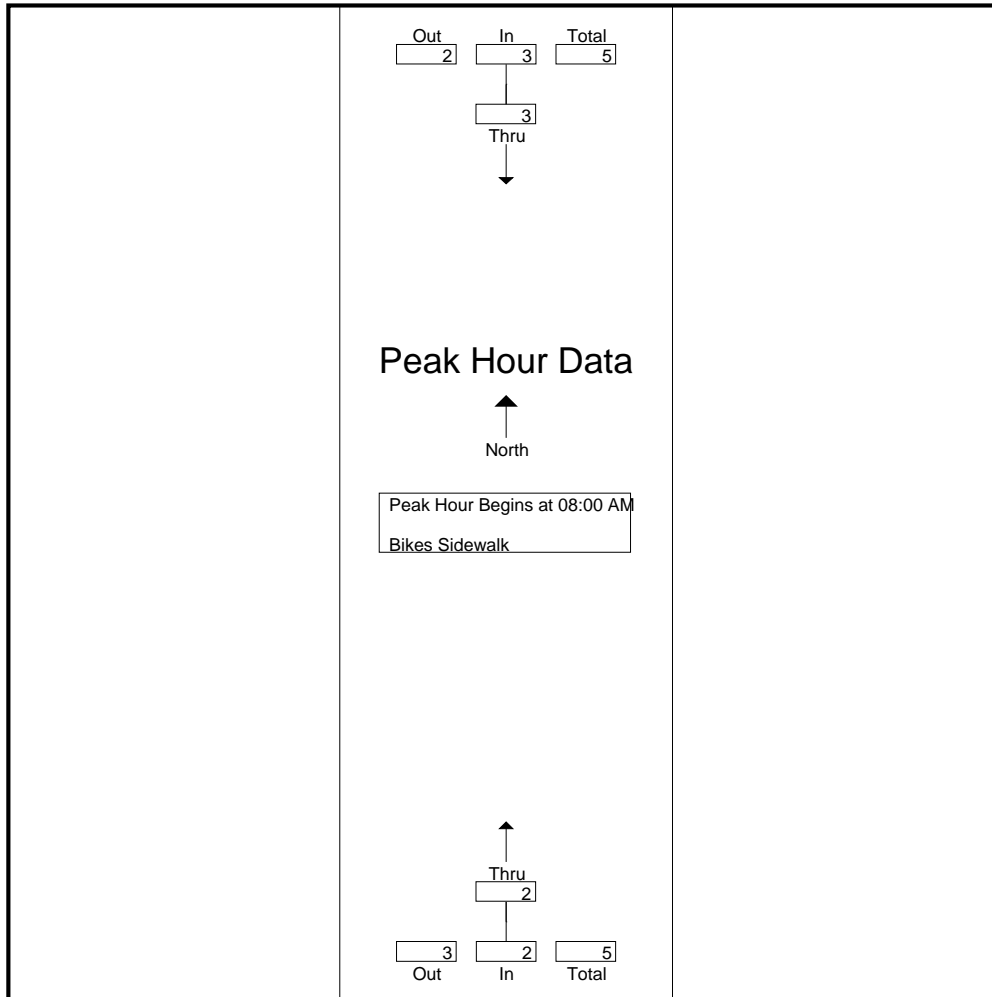 Out In Total
2 3 5
3
Thru
Peak Hour Data
North
Peak Hour Begins at 08:00 AM
Bikes Sidewalk
Thru
2
3 2 5
Out In Total